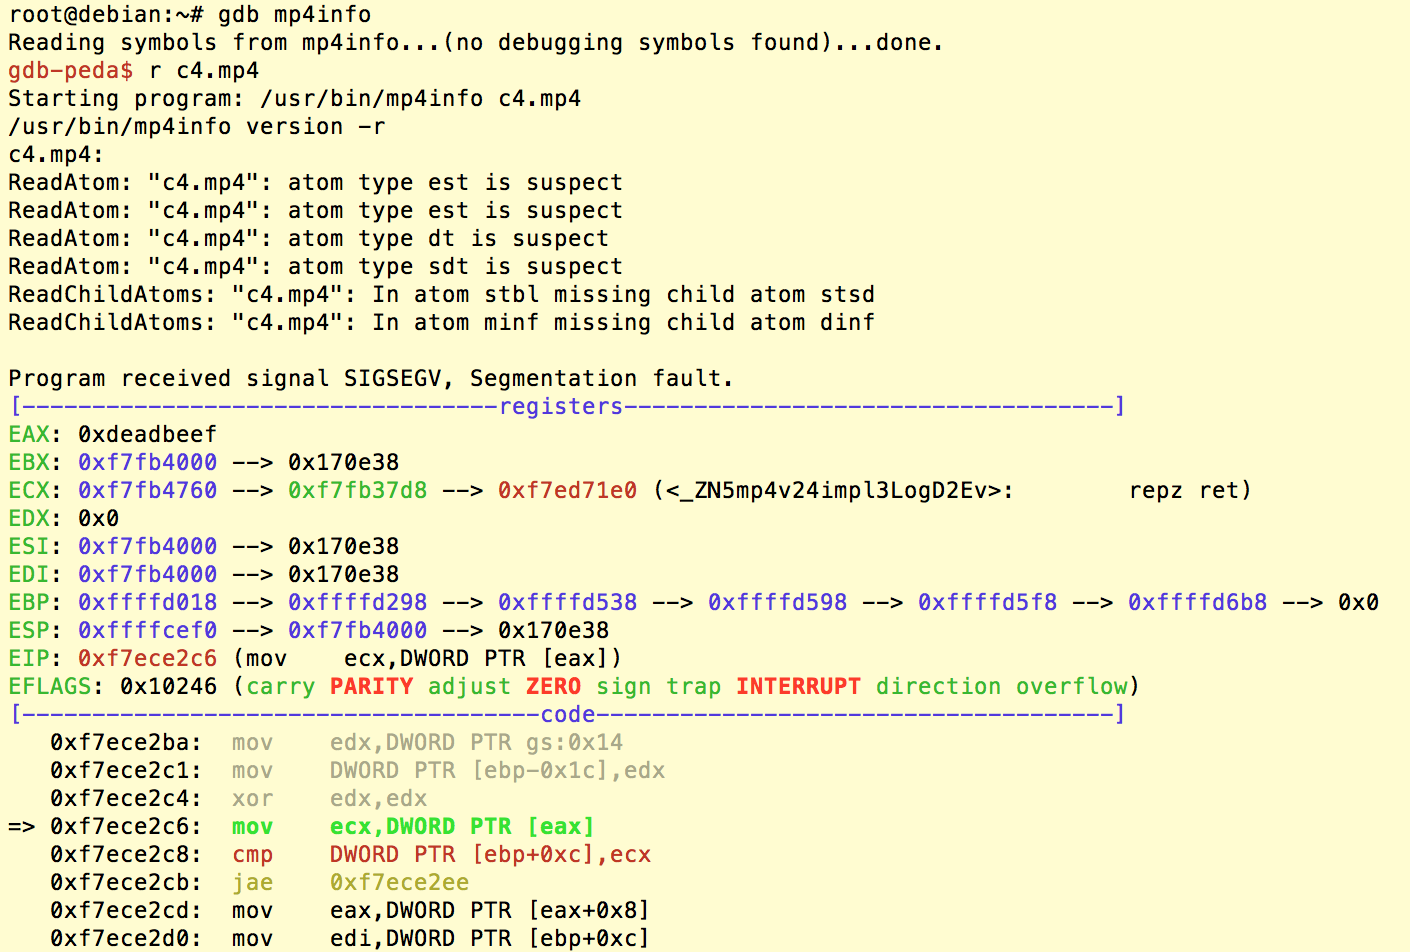 root@debian:~# gdb mp4info
Reading symbols from mp4info...(no debugging symbols found)...done.
gdb-peda$ r c4.mp4
Starting program: /usr/bin/mp4info c4.mp4
/usr/bin/mp4info version -r
c4.mp4:
ReadAtom: "c4.mp4": atom type est is suspect
ReadAtom: "c4.mp4": atom type est is suspect
ReadAtom: "c4.mp4": atom type dt is suspect
ReadAtom: "c4.mp4": atom type sdt is suspect
ReadChildAtoms: "c4.mp4": In atom stbl missing child atom stsd
ReadChildAtoms: "c4.mp4": In atom minf missing child atom dinf
Program received signal SIGSEGV, Segmentation fault.
[----------------------------------registers-----------------------------------]
EAX: 0xdeadbeef
EBX: 0xf7fb4000 --> 0x170e38
ECX: 0xf7fb4760 --> 0xf7fb37d8 --> 0xf7ed71e0 (<_ZN5mp4v24impl3LogD2Ev>:        repz ret)
EDX: 0x0
ESI: 0xf7fb4000 --> 0x170e38
EDI: 0xf7fb4000 --> 0x170e38
EBP: 0xffffd018 --> 0xffffd298 --> 0xffffd538 --> 0xffffd598 --> 0xffffd5f8 --> 0xffffd6b8 --> 0x0
ESP: 0xffffcef0 --> 0xf7fb4000 --> 0x170e38
EIP: 0xf7ece2c6 (mov    ecx,DWORD PTR [eax])
EFLAGS: 0x10246 (carry PARITY adjust ZERO sign trap INTERRUPT direction overflow)
[-------------------------------------code-------------------------------------]
   0xf7ece2ba:  mov    edx,DWORD PTR gs:0x14
   0xf7ece2c1:  mov    DWORD PTR [ebp-0x1c],edx
   0xf7ece2c4:  xor    edx,edx
=> 0xf7ece2c6:  mov    ecx,DWORD PTR [eax]
   0xf7ece2c8:  cmp    DWORD PTR [ebp+0xc],ecx
   0xf7ece2cb:  jae    0xf7ece2ee
   0xf7ece2cd:  mov    eax,DWORD PTR [eax+0x8]
   0xf7ece2d0:  mov    edi,DWORD PTR [ebp+0xc]